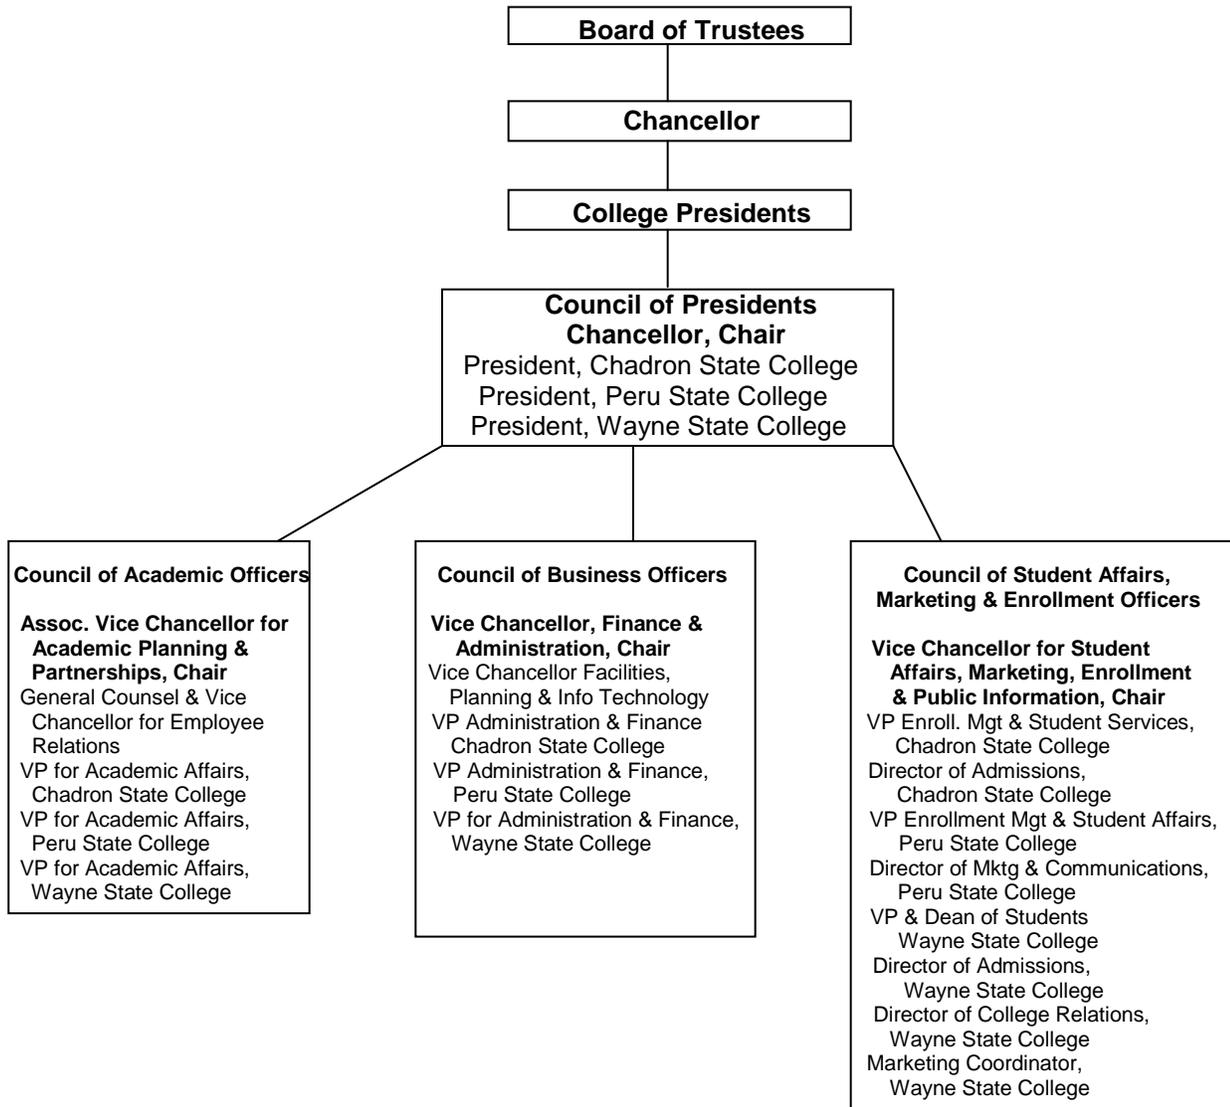 Board of Trustees
Chancellor
College Presidents
Council of Presidents
Chancellor, Chair
President, Chadron State College
President, Peru State College
President, Wayne State College
Council of Academic Officers
Assoc. Vice Chancellor for
Academic Planning &
Partnerships, Chair
General Counsel & Vice
Chancellor for Employee
Relations
VP for Academic Affairs,
Chadron State College
VP for Academic Affairs,
Peru State College
VP for Academic Affairs,
Wayne State College
Council of Business Officers
Vice Chancellor, Finance &
Administration, Chair
Vice Chancellor Facilities,
Planning & Info Technology
VP Administration & Finance
Chadron State College
VP Administration & Finance,
Peru State College
VP for Administration & Finance,
Wayne State College
Council of Student Affairs,
Marketing & Enrollment Officers
Vice Chancellor for Student
Affairs, Marketing, Enrollment
& Public Information, Chair
VP Enroll. Mgt & Student Services,
Chadron State College
Director of Admissions,
Chadron State College
VP Enrollment Mgt & Student Affairs,
Peru State College
Director of Mktg & Communications,
Peru State College
VP & Dean of Students
Wayne State College
Director of Admissions,
Wayne State College
Director of College Relations,
Wayne State College
Marketing Coordinator,
Wayne State College